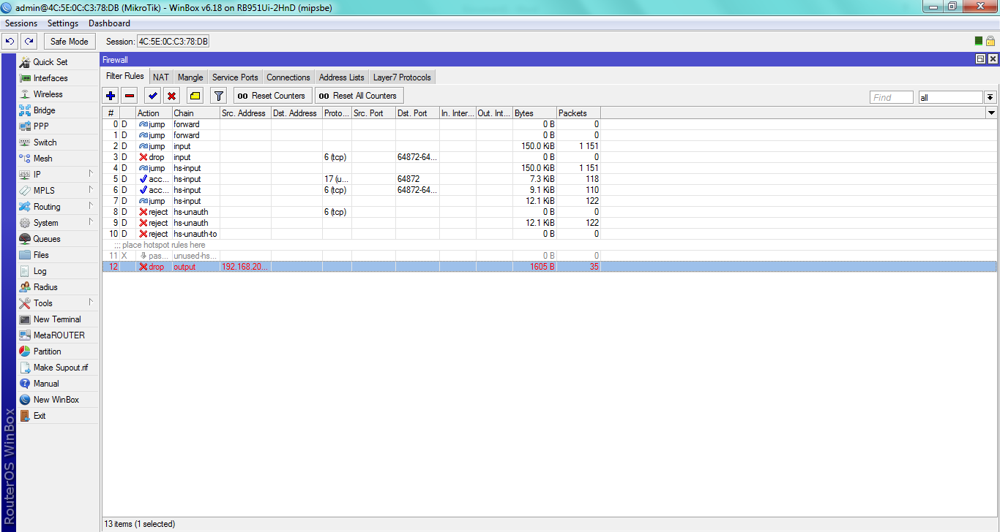 admin@4C:5E:0C:C3:78:DB (MikroTik) - WinBox v6.18 on RB951Ui-2HnD (mipsbe)
Sessions Settings Dashboard
Safe Mode Session: 4C:5E:0C:C3:78:DB
Quick Set
Interfaces
Wireless
Bridge
PPP
Switch
Mesh
IP
MPLS
Routing
System
Queues
Files
Log
Radius
Tools
New Terminal
MetaROUTER
Partition
Make Supout.rif
Manual
New WinBox
Exit
RouterOS WinBox
Firewall
Filter Rules NAT Mangle Service Ports Connections Address Lists Layer7 Protocols
00 Reset Counters 00 Reset All Counters Find all
# Action Chain Src. Address Dst. Address Proto... Src. Port Dst. Port In. Inter... Out. Int... Bytes Packets
0 D jump forward 0 B 0
1 D jump forward 0 B 0
2 D jump input 150.0 KiB 1 151
3 D drop input 6 (tcp) 64872-64... 0 B 0
4 D jump hs-input 150.0 KiB 1 151
5 D acc... hs-input 17 (u... 64872 7.3 KiB 118
6 D acc... hs-input 6 (tcp) 64872-64... 9.1 KiB 110
7 D jump hs-input 12.1 KiB 122
8 D reject hs-unauth 6 (tcp) 0 B 0
9 D reject hs-unauth 12.1 KiB 122
10 D reject hs-unauth-to 0 B 0
;;; place hotspot rules here
11 X pas... unused-hs... 0 B 0
12 drop output 192.168.20... 1605 B 35
13 items (1 selected)